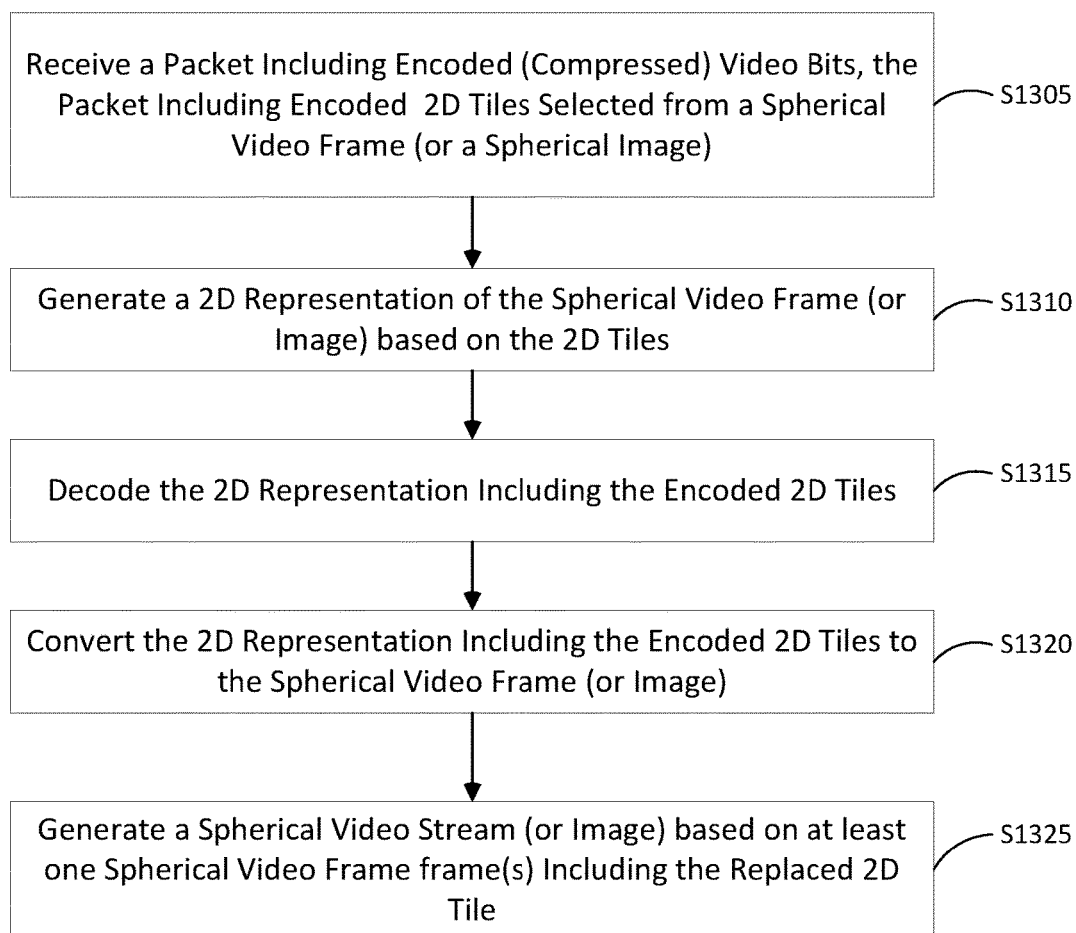 Receive a Packet Including Encoded (Compressed) Video Bits, the
Packet Including Encoded 2D Tiles Selected from a Spherical
Video Frame (or a Spherical Image)
S1305
Generate a 2D Representation of the Spherical Video Frame (or
Image) based on the 2D Tiles
S1310
Decode the 2D Representation Including the Encoded 2D Tiles
S1315
Convert the 2D Representation Including the Encoded 2D Tiles to
the Spherical Video Frame (or Image)
S1320
Generate a Spherical Video Stream (or Image) based on at least
one Spherical Video Frame frame(s) Including the Replaced 2D
Tile
S1325